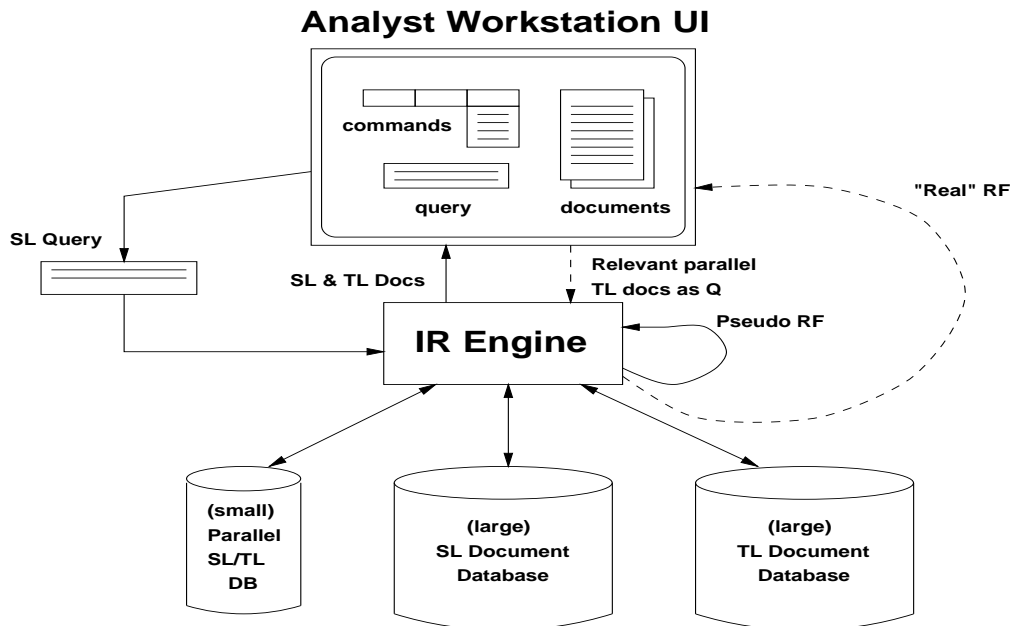 Analyst Workstation UI
commands
query
documents
"Real" RF
SL Query
SL & TL Docs
Relevant parallel
TL docs as Q
Pseudo RF
IR Engine
(small)
Parallel
SL/TL
DB
(large)
SL Document
Database
(large)
TL Document
Database